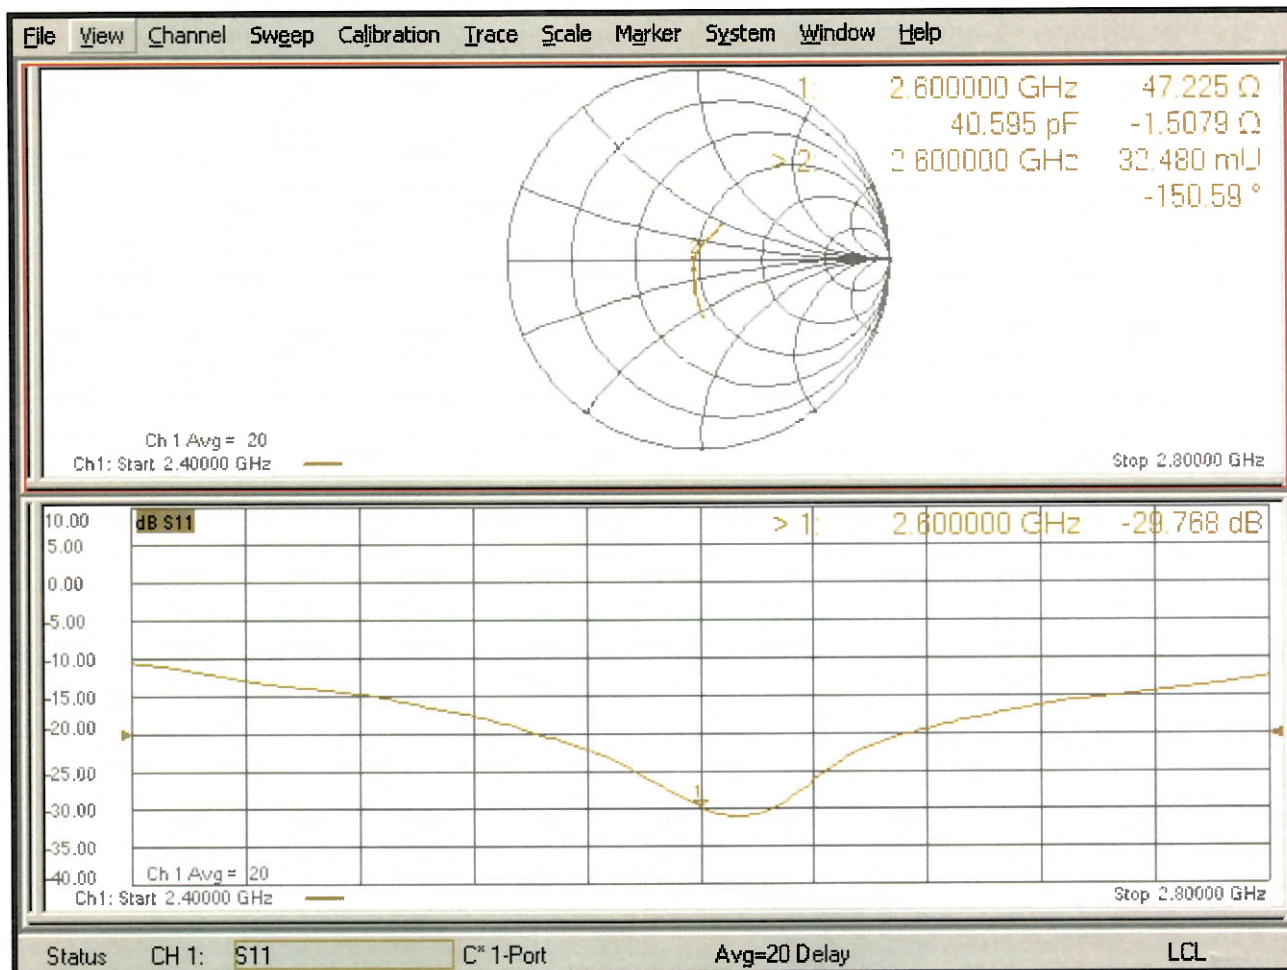 File View Channel Sweep Calibration Trace Scale Marker System Window Help
1: 2.600000 GHz 47.225 Ω
40.595 pF -1.5079 Ω
> 2: 2.600000 GHz 32.480 mU
-150.58 °
Ch 1 Avg = 20
Ch1: Start 2.40000 GHz
Stop 2.80000 GHz
10.00
dB S11
> 1: 2.600000 GHz -29.768 dB
5.00
0.00
-5.00
-10.00
-15.00
-20.00
-25.00
1
-30.00
-35.00
-40.00
Ch 1 Avg = 20
Ch1: Start 2.40000 GHz
Stop 2.80000 GHz
Status CH 1: S11 C* 1-Port Avg=20 Delay LCL